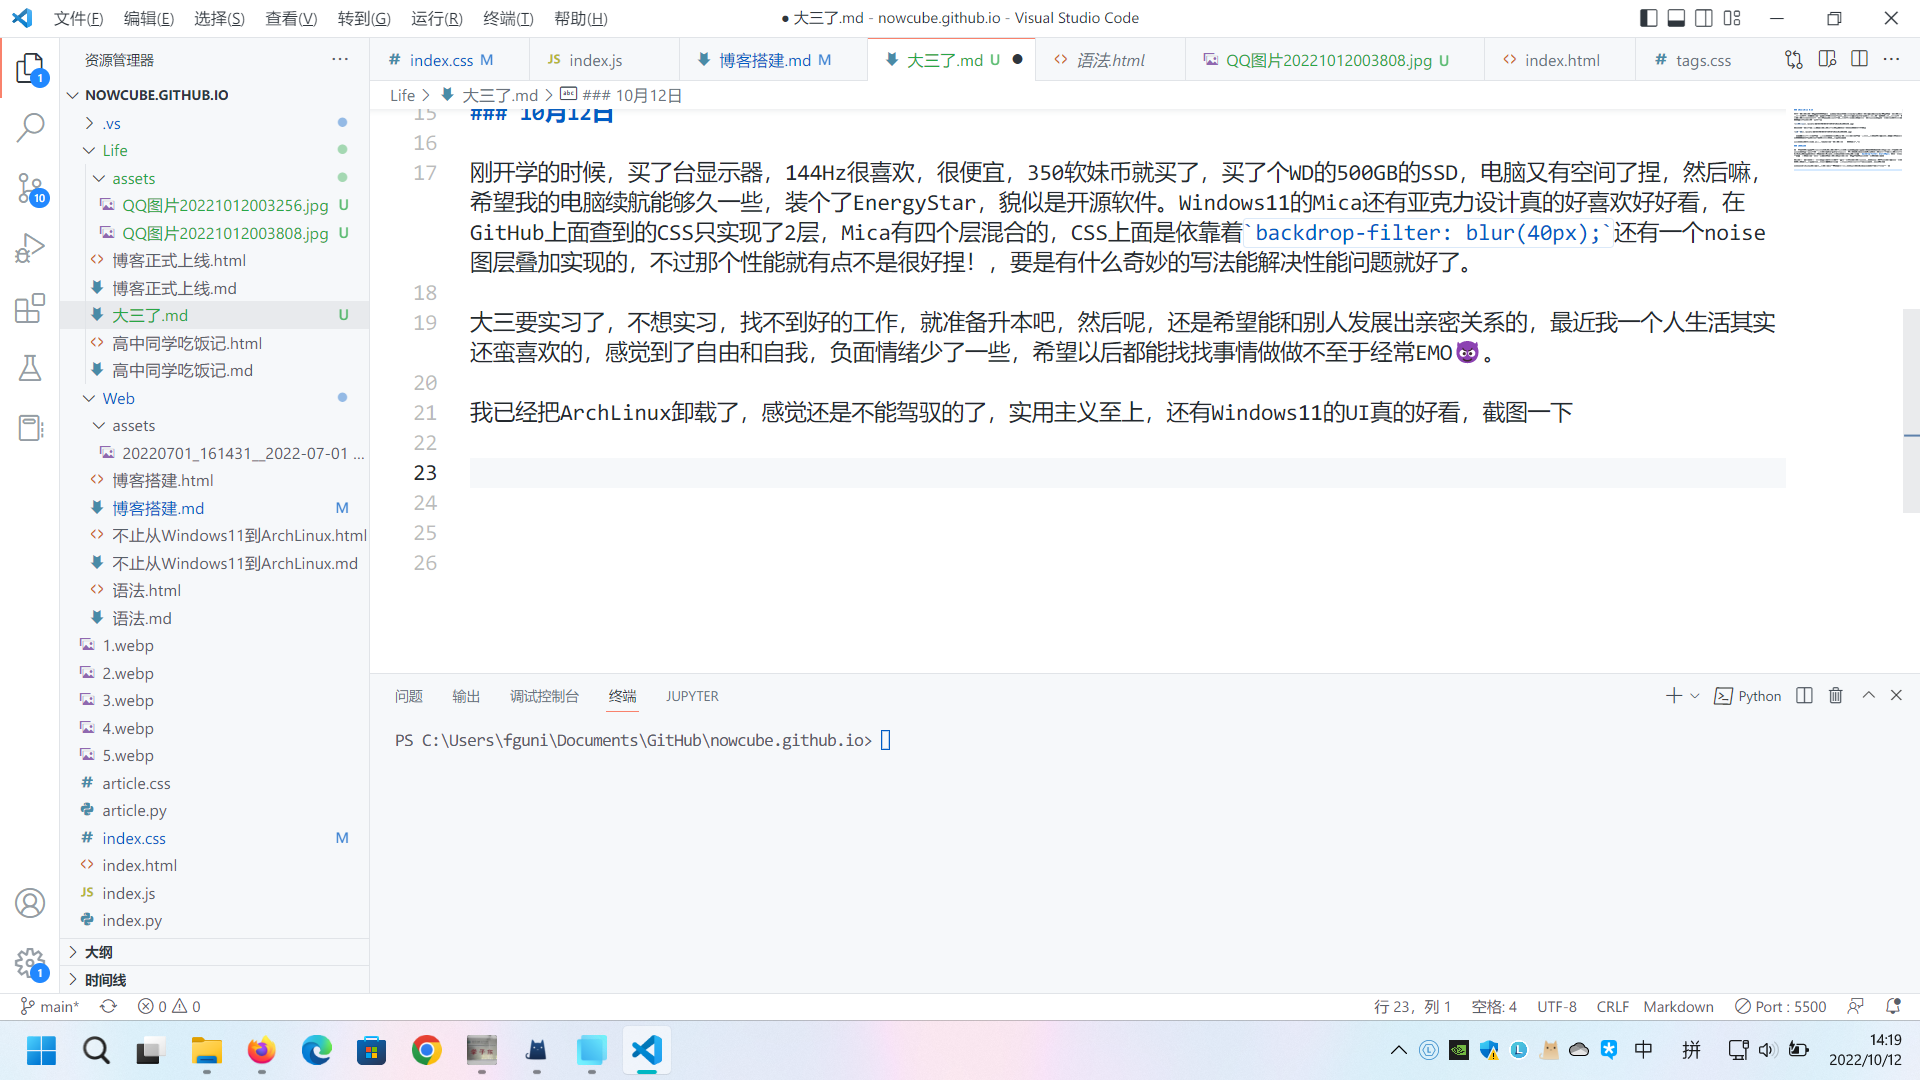 文件(F) 编辑(E) 选择(S) 查看(V) 转到(G) 运行(R) 终端(T) 帮助(H)
● 大三了.md - nowcube.github.io - Visual Studio Code
资源管理器
index.css M
JS index.js
博客搭建.md M
大三了.md U
语法.html
QQ图片20221012003808.jpg U
index.html
tags.css
Life > 大三了.md > ### 10月12日
NOWCUBE.GITHUB.IO
.vs
Life
assets
QQ图片20221012003256.jpg U
QQ图片20221012003808.jpg U
博客正式上线.html
博客正式上线.md
大三了.md U
高中同学吃饭记.html
高中同学吃饭记.md
Web
assets
20220701_161431__2022-07-01 ...
博客搭建.html
博客搭建.md M
不止从Windows11到ArchLinux.html
不止从Windows11到ArchLinux.md
语法.html
语法.md
1.webp
2.webp
3.webp
4.webp
5.webp
article.css
article.py
index.css M
index.html
JS index.js
index.py
大纲
时间线
1
10
1
15 ### 10月12日
16
17 刚开学的时候，买了台显示器，144Hz很喜欢，很便宜，350软妹币就买了，买了个WD的500GB的SSD，电脑又有空间了捏，然后嘛，
希望我的电脑续航能够久一些，装个了EnergyStar，貌似是开源软件。Windows11的Mica还有亚克力设计真的好喜欢好好看，在
GitHub上面查到的CSS只实现了2层，Mica有四个层混合的，CSS上面是依靠着`backdrop-filter: blur(40px);`还有一个noise
图层叠加实现的，不过那个性能就有点不是很好捏！，要是有什么奇妙的写法能解决性能问题就好了。
18
19 大三要实习了，不想实习，找不到好的工作，就准备升本吧，然后呢，还是希望能和别人发展出亲密关系的，最近我一个人生活其实
还蛮喜欢的，感觉到了自由和自我，负面情绪少了一些，希望以后都能找找事情做做不至于经常EMO😈。
20
21 我已经把ArchLinux卸载了，感觉还是不能驾驭的了，实用主义至上，还有Windows11的UI真的好看，截图一下
22
23
24
25
26
问题 输出 调试控制台 终端 JUPYTER
Python
PS C:\Users\fguni\Documents\GitHub\nowcube.github.io>
main* 0 0
行 23，列 1 空格: 4 UTF-8 CRLF Markdown Port : 5500
中 拼
14:19
2022/10/12